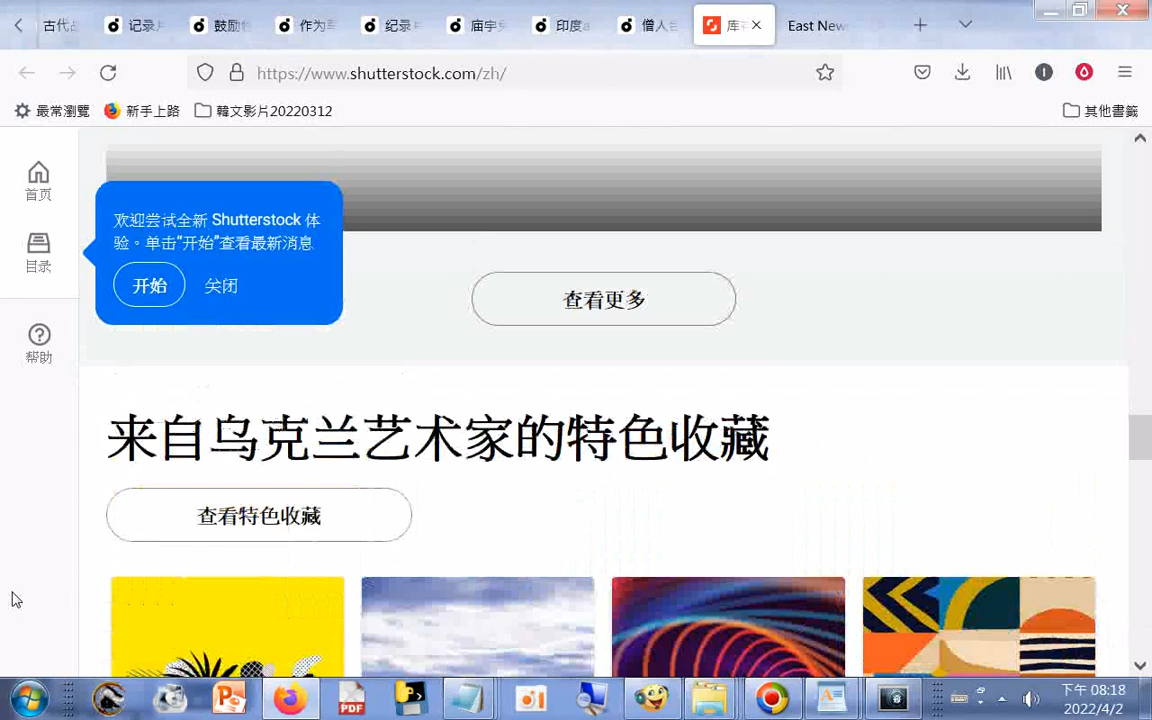 古代
记录
鼓励
作为
纪录
庙宇
印度
僧人
库
East New
https://www.shutterstock.com/zh/
最常瀏覽
新手上路
韓文影片20220312
其他書籤
首页
目录
帮助
欢迎尝试全新 Shutterstock 体
验。单击“开始”查看最新消息
开始
关闭
查看更多
来自乌克兰艺术家的特色收藏
查看特色收藏
PDF
下午 08:18
2022/4/2